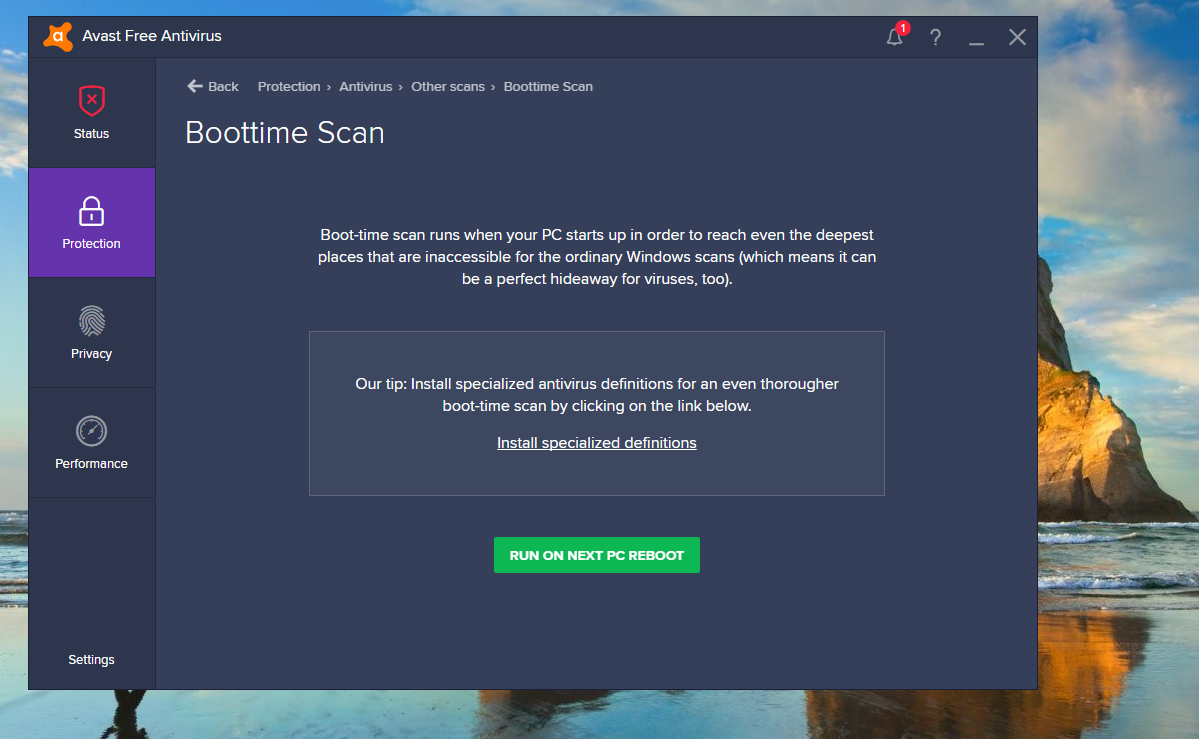 Avast Free Antivirus
1
?
Status
Protection
Privacy
Performance
Settings
Back Protection › Antivirus › Other scans › Boottime Scan
Boottime Scan
Boot-time scan runs when your PC starts up in order to reach even the deepest
places that are inaccessible for the ordinary Windows scans (which means it can
be a perfect hideaway for viruses, too).
Our tip: Install specialized antivirus definitions for an even thorougher
boot-time scan by clicking on the link below.
Install specialized definitions
RUN ON NEXT PC REBOOT